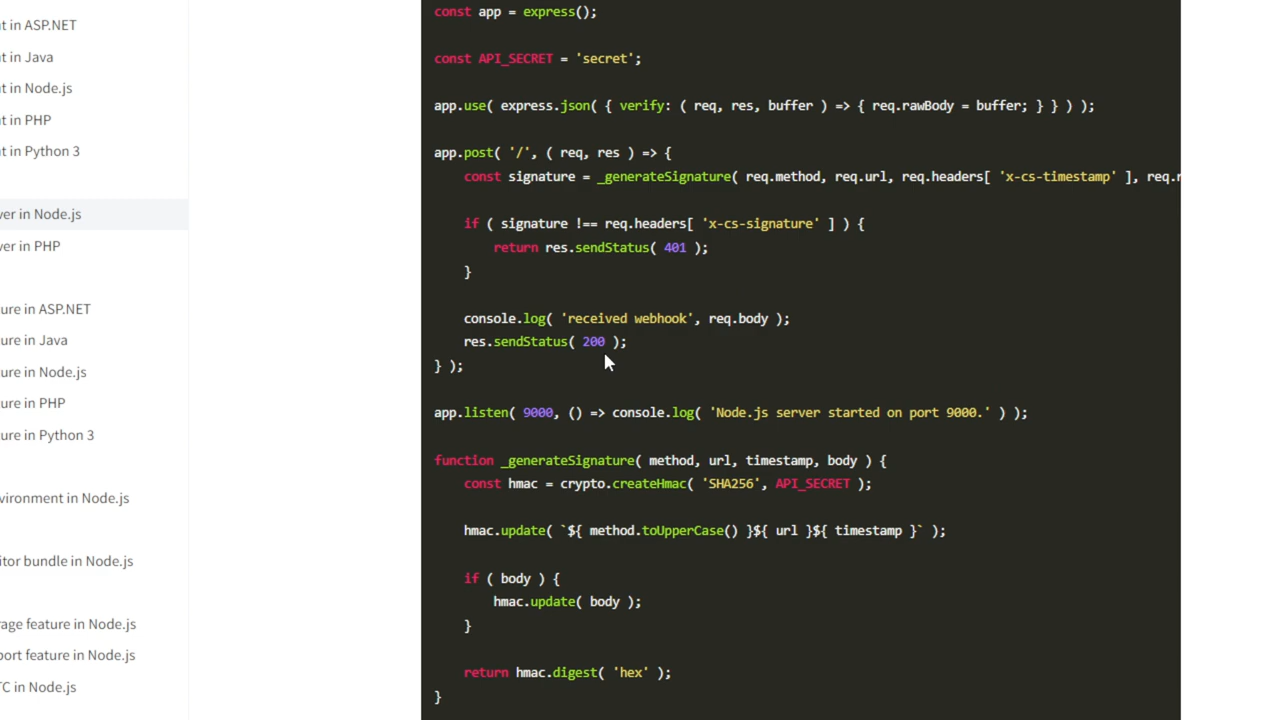 t in ASP.NET
t in Java
t in Node.js
t in PHP
t in Python 3
er in Node.js
er in PHP
ure in ASP.NET
ure in Java
ure in Node.js
ure in PHP
ure in Python 3
vironment in Node.js
itor bundle in Node.js
rage feature in Node.js
port feature in Node.js
TC in Node.js
const app = express();
const API_SECRET = 'secret';
app.use( express.json( { verify: ( req, res, buffer ) => { req.rawBody = buffer; } } ) );
app.post( '/', ( req, res ) => {
    const signature = _generateSignature( req.method, req.url, req.headers[ 'x-cs-timestamp' ], req.r
    if ( signature !== req.headers[ 'x-cs-signature' ] ) {
        return res.sendStatus( 401 );
    }
    console.log( 'received webhook', req.body );
    res.sendStatus( 200 );
} );
app.listen( 9000, () => console.log( 'Node.js server started on port 9000.' ) );
function _generateSignature( method, url, timestamp, body ) {
    const hmac = crypto.createHmac( 'SHA256', API_SECRET );
    hmac.update( `${ method.toUpperCase() }${ url }${ timestamp }` );
    if ( body ) {
        hmac.update( body );
    }
    return hmac.digest( 'hex' );
}